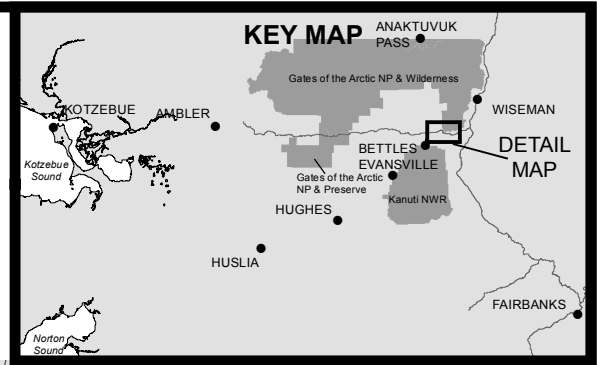 KEY MAP
ANAKTUVUK
PASS
Gates of the Arctic NP & Wilderness
KOTZEBUE
AMBLER
WISEMAN
Kotzebue
Sound
BETTLES
EVANSVILLE
DETAIL
MAP
Gates of the Arctic
NP & Preserve
Kanuti NWR
HUGHES
HUSLIA
FAIRBANKS
Norton
Sound